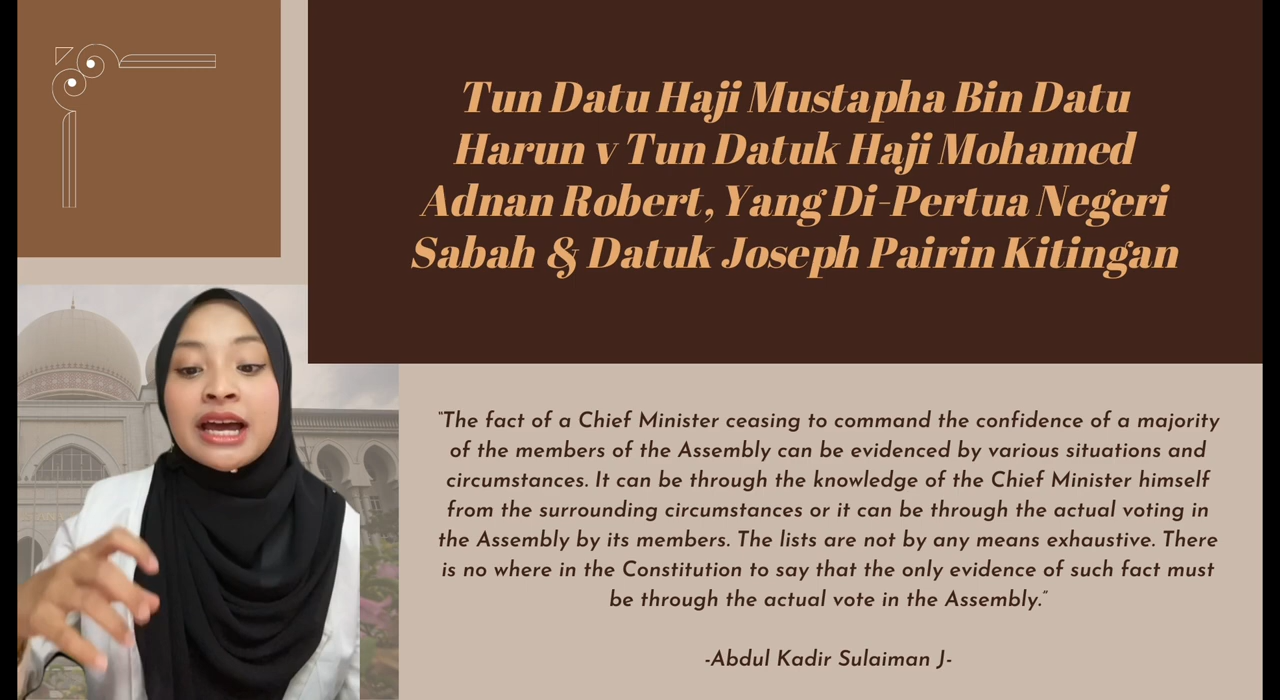 Tun Datu Haji Mustapha Bin Datu
Harun v Tun Datuk Haji Mohamed
Adnan Robert, Yang Di-Pertua Negeri
Sabah & Datuk Joseph Pairin Kitingan
"The fact of a Chief Minister ceasing to command the confidence of a majority
of the members of the Assembly can be evidenced by various situations and
circumstances. It can be through the knowledge of the Chief Minister himself
from the surrounding circumstances or it can be through the actual voting in
the Assembly by its members. The lists are not by any means exhaustive. There
is no where in the Constitution to say that the only evidence of such fact must
be through the actual vote in the Assembly."
-Abdul Kadir Sulaiman J-